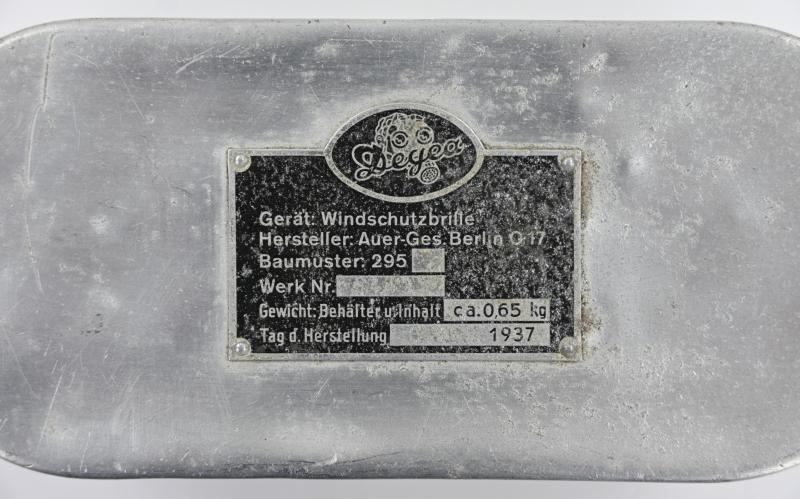 Degea
Gerät: Windschutzbrille
Hersteller: Auer-Ges. Berlin O 17
Baumuster: 295
Werk Nr.
Gewicht: Behälter u. Inhalt ca. 0,65 kg
Tag d. Herstellung 1937